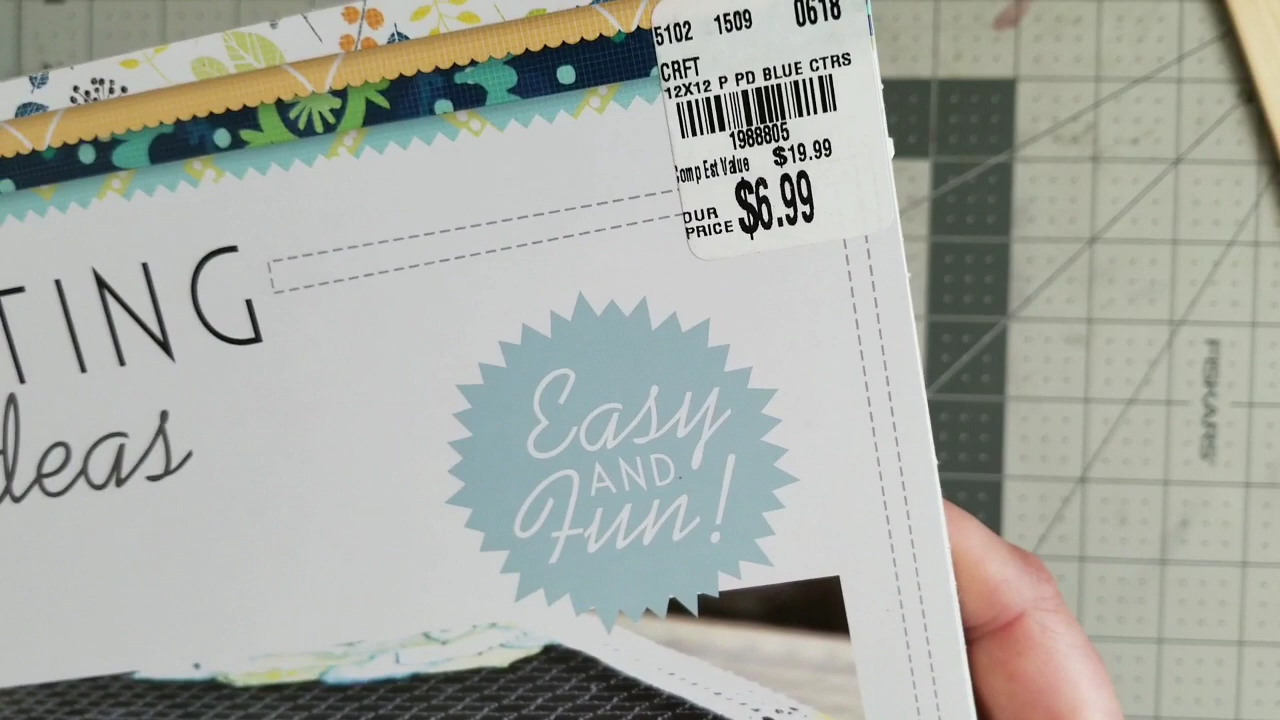 5102 1509 0618
CRFT
12X12 P PD BLUE CTRS
1988805
Comp Est Value $19.99
OUR PRICE $6.99
TING
deas
Easy
AND
Fun!
FISKARS